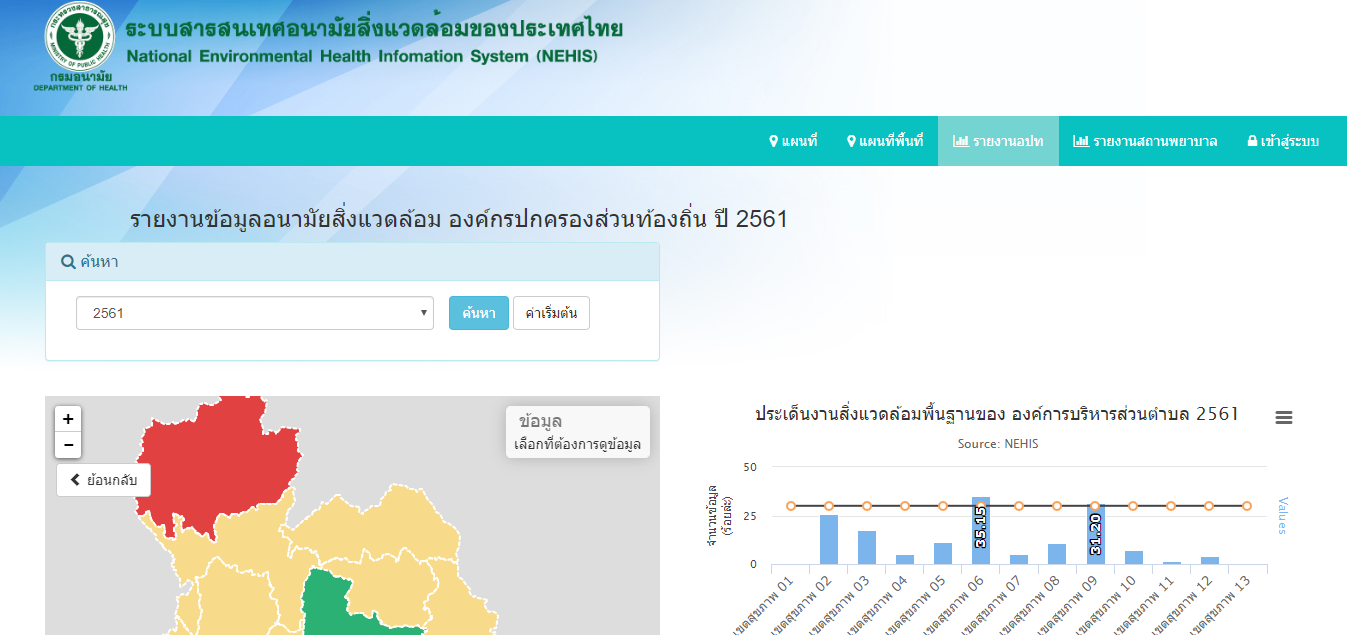 กระทรวงสาธารณสุข
MINISTRY OF PUBLIC HEALTH
กรมอนามัย
DEPARTMENT OF HEALTH
ระบบสารสนเทศอนามัยสิ่งแวดล้อมของประเทศไทย
National Environmental Health Infomation System (NEHIS)
แผนที่ แผนที่พื้นที่ รายงานอปท รายงานสถานพยาบาล เข้าสู่ระบบ
รายงานข้อมูลอนามัยสิ่งแวดล้อม องค์กรปกครองส่วนท้องถิ่น ปี 2561
ค้นหา
2561 ค้นหา ค่าเริ่มต้น
+
−
ย้อนกลับ
ข้อมูล
เลือกที่ต้องการดูข้อมูล
ประเด็นงานสิ่งแวดล้อมพื้นฐานของ องค์การบริหารส่วนตำบล 2561
Source: NEHIS
จำนวนข้อมูล
(ร้อยละ)
50
25
0
35.15
31.20
Values
เขตสุขภาพ 01
เขตสุขภาพ 02
เขตสุขภาพ 03
เขตสุขภาพ 04
เขตสุขภาพ 05
เขตสุขภาพ 06
เขตสุขภาพ 07
เขตสุขภาพ 08
เขตสุขภาพ 09
เขตสุขภาพ 10
เขตสุขภาพ 11
เขตสุขภาพ 12
เขตสุขภาพ 13